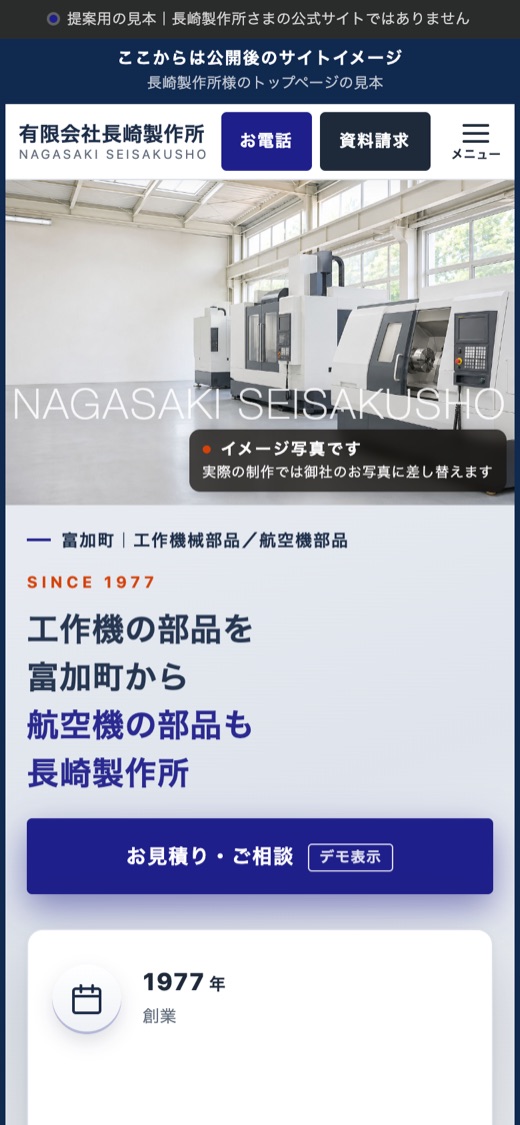 提案用の見本｜長崎製作所さまの公式サイトではありません
ここからは公開後のサイトイメージ
長崎製作所様のトップページの見本
有限会社長崎製作所
NAGASAKI SEISAKUSHO
お電話
資料請求
メニュー
NAGASAKI SEISAKUSHO
イメージ写真です
実際の制作では御社のお写真に差し替えます
富加町｜工作機械部品／航空機部品
SINCE 1977
工作機の部品を
富加町から
航空機の部品も
長崎製作所
お見積り・ご相談 デモ表示
1977 年
創業